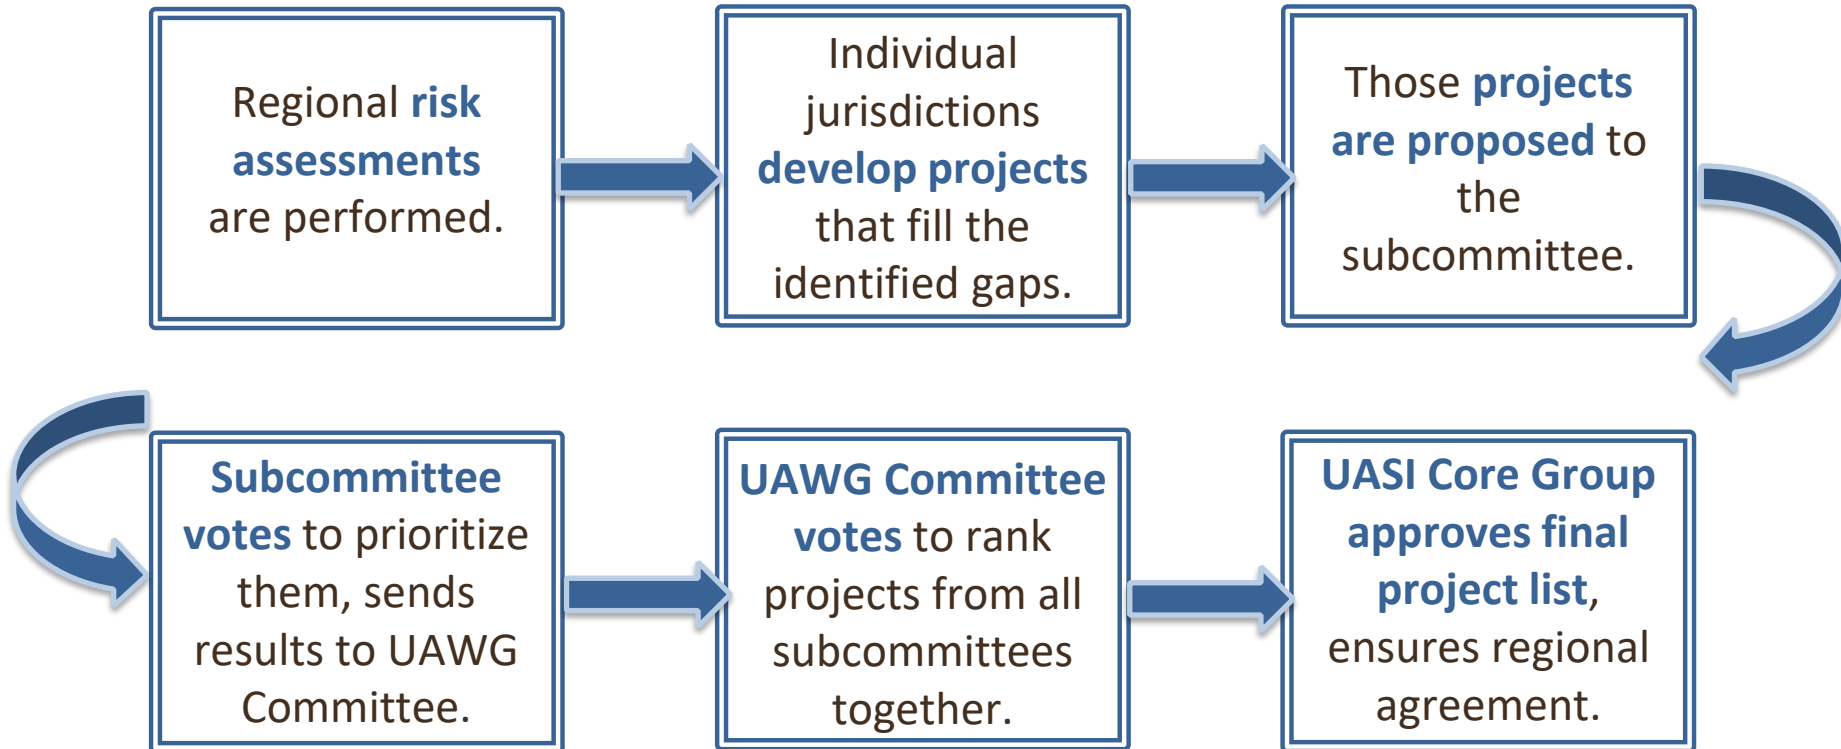 Regional risk
assessments
are performed.
Individual
jurisdictions
develop projects
that fill the
identified gaps.
Those projects
are proposed to
the
subcommittee.
Subcommittee
votes to prioritize
them, sends
results to UAWG
Committee.
UAWG Committee
votes to rank
projects from all
subcommittees
together.
UASI Core Group
approves final
project list,
ensures regional
agreement.